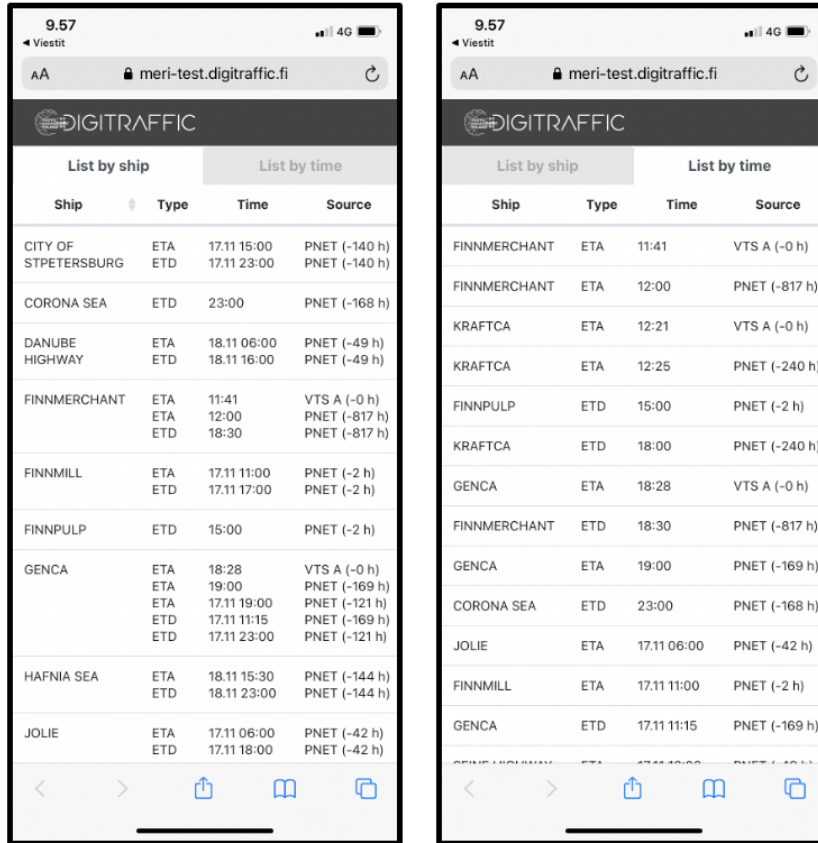 9.57
4G
◄ Viestit
AA meri-test.digitraffic.fi
DIGITRAFFIC
List by ship List by time
Ship Type Time Source
CITY OF ETA 17.11 15:00 PNET (-140 h)
STPETERSBURG ETD 17.11 23:00 PNET (-140 h)
CORONA SEA ETD 23:00 PNET (-168 h)
DANUBE ETA 18.11 06:00 PNET (-49 h)
HIGHWAY ETD 18.11 16:00 PNET (-49 h)
FINNMERCHANT ETA 11:41 VTS A (-0 h)
ETA 12:00 PNET (-817 h)
ETD 18:30 PNET (-817 h)
FINNMILL ETA 17.11 11:00 PNET (-2 h)
ETD 17.11 17:00 PNET (-2 h)
FINNPULP ETD 15:00 PNET (-2 h)
GENCA ETA 18:28 VTS A (-0 h)
ETA 19:00 PNET (-169 h)
ETA 17.11 19:00 PNET (-121 h)
ETD 17.11 11:15 PNET (-169 h)
ETD 17.11 23:00 PNET (-121 h)
HAFNIA SEA ETA 18.11 15:30 PNET (-144 h)
ETD 18.11 23:00 PNET (-144 h)
JOLIE ETA 17.11 06:00 PNET (-42 h)
ETD 17.11 18:00 PNET (-42 h)
9.57
4G
◄ Viestit
AA meri-test.digitraffic.fi
DIGITRAFFIC
List by ship List by time
Ship Type Time Source
FINNMERCHANT ETA 11:41 VTS A (-0 h)
FINNMERCHANT ETA 12:00 PNET (-817 h)
KRAFTCA ETA 12:21 VTS A (-0 h)
KRAFTCA ETA 12:25 PNET (-240 h)
FINNPULP ETD 15:00 PNET (-2 h)
KRAFTCA ETD 18:00 PNET (-240 h)
GENCA ETA 18:28 VTS A (-0 h)
FINNMERCHANT ETD 18:30 PNET (-817 h)
GENCA ETA 19:00 PNET (-169 h)
CORONA SEA ETD 23:00 PNET (-168 h)
JOLIE ETA 17.11 06:00 PNET (-42 h)
FINNMILL ETA 17.11 11:00 PNET (-2 h)
GENCA ETD 17.11 11:15 PNET (-169 h)